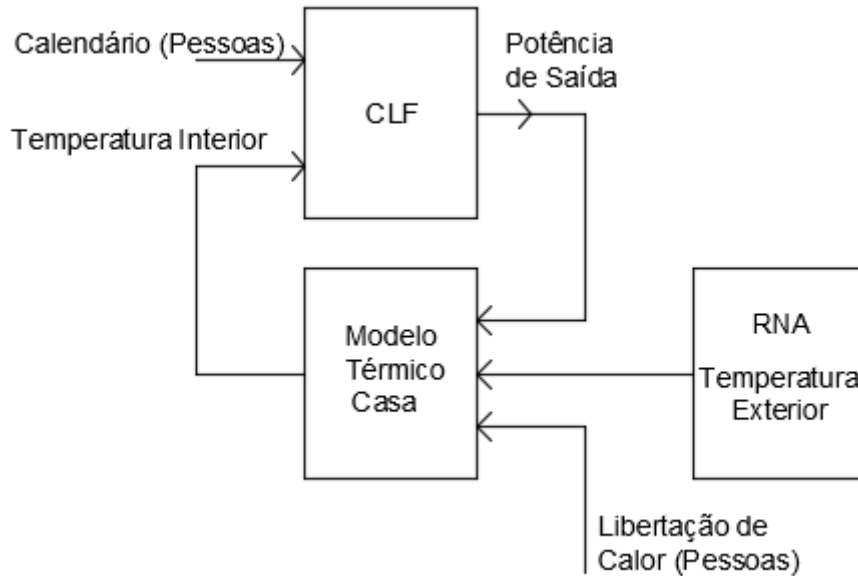 Calendário (Pessoas)
Potência
de Saída
CLF
Temperatura Interior
Modelo
Térmico
Casa
RNA
Temperatura
Exterior
Libertação de
Calor (Pessoas)